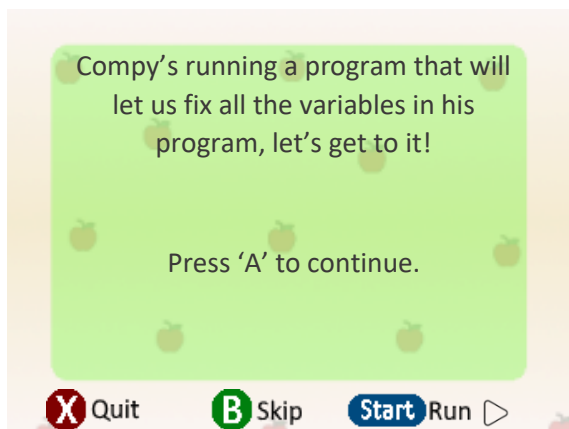 Compy’s running a program that will
let us fix all the variables in his
program, let’s get to it!
Press ‘A’ to continue.
X Quit B Skip Start Run